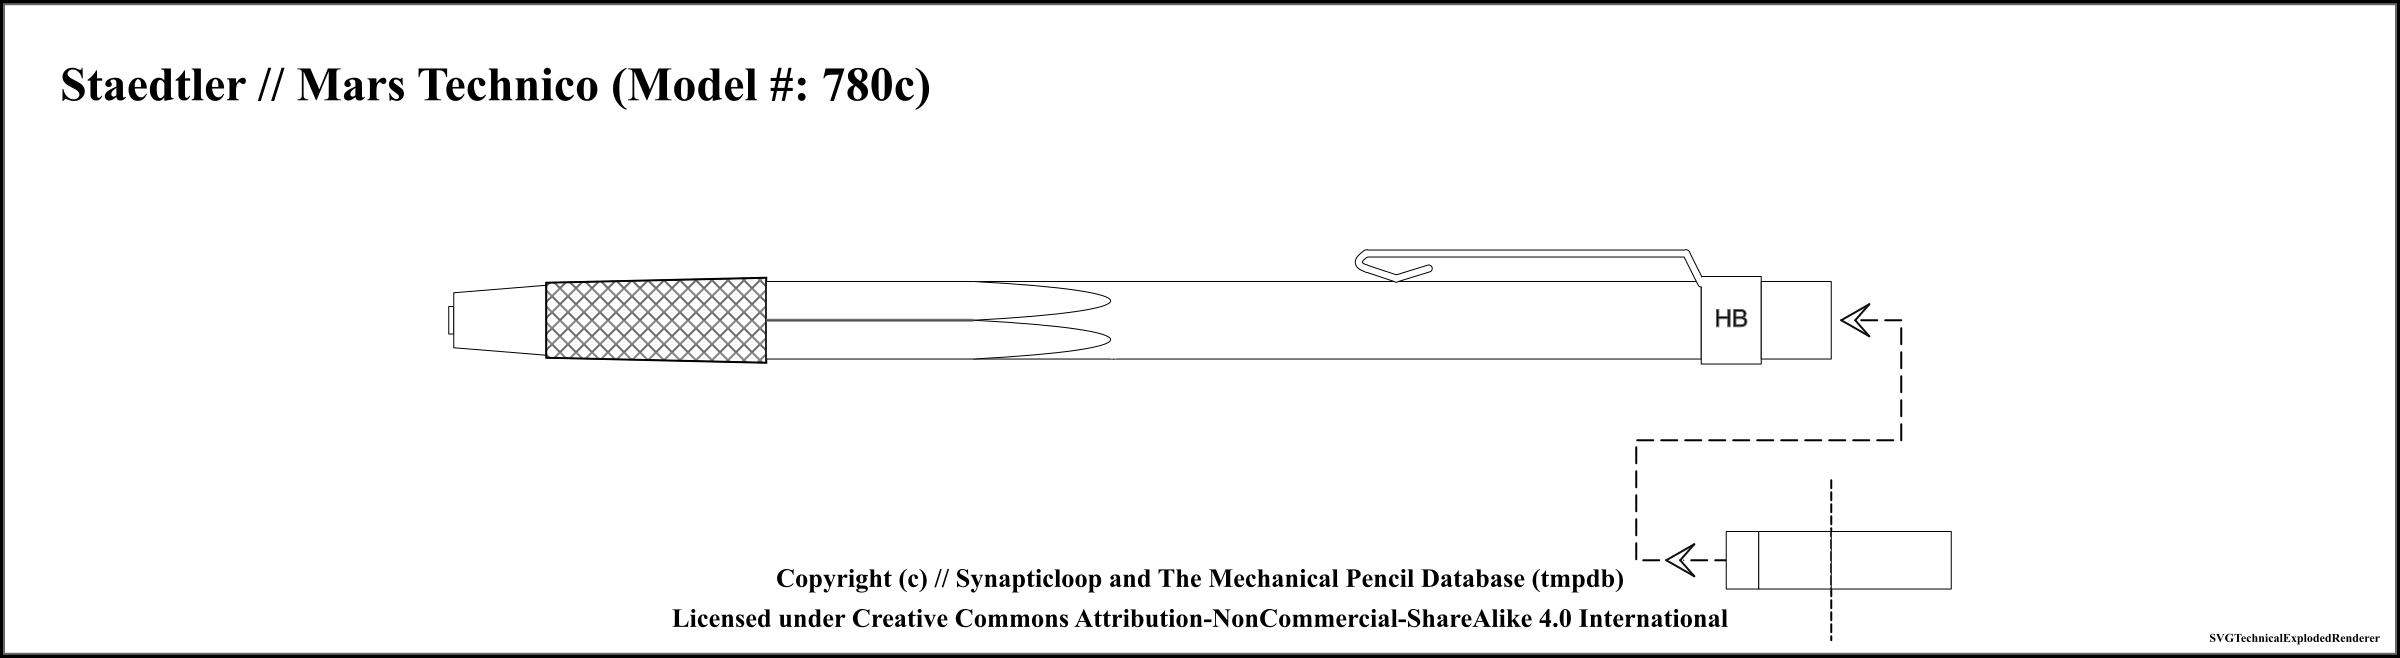 Staedtler // Mars Technico (Model #: 780c)
HB
Copyright (c) // Synapticloop and The Mechanical Pencil Database (tmpdb)
Licensed under Creative Commons Attribution-NonCommercial-ShareAlike 4.0 International
SVGTechnicalExplodedRenderer